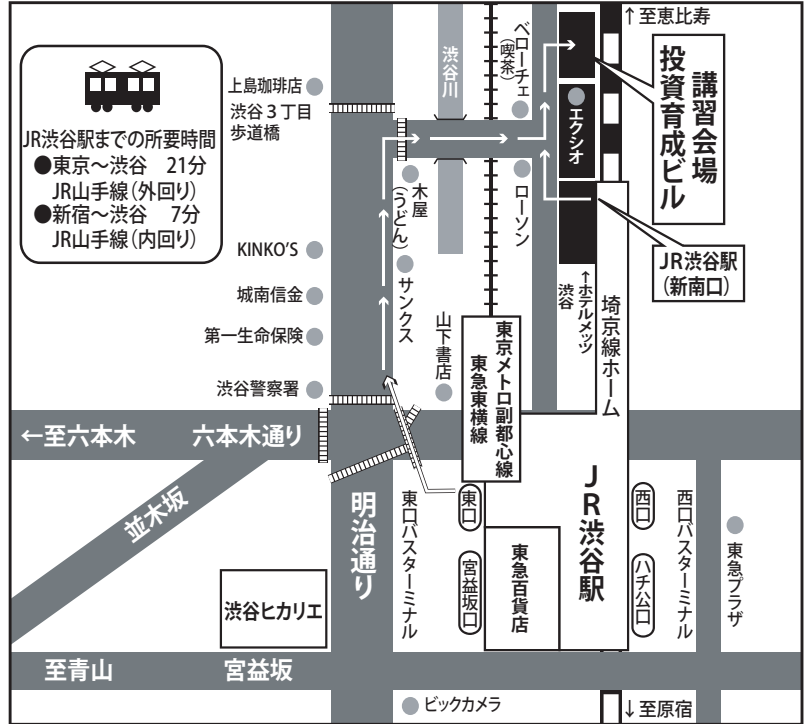 ↑至恵比寿
講習会場
投資育成ビル
JR渋谷駅までの所要時間
●東京～渋谷　21分
JR山手線(外回り)
●新宿～渋谷　7分
JR山手線(内回り)
上島珈琲店
渋谷3丁目
歩道橋
渋谷川
ベローチェ
(喫茶)
エクシオ
木屋
(うどん)
ローソン
JR渋谷駅
(新南口)
KINKO'S
サンクス
城南信金
第一生命保険
渋谷警察署
山下書店
↑ホテルメッツ
渋谷
埼京線ホーム
東京メトロ副都心線
東急東横線
←至六本木
六本木通り
並木坂
明治通り
東口バスターミナル
東口
宮益坂口
JR渋谷駅
西口
ハチ公口
西口バスターミナル
東急プラザ
東急百貨店
渋谷ヒカリエ
至青山
宮益坂
ビックカメラ
↓至原宿